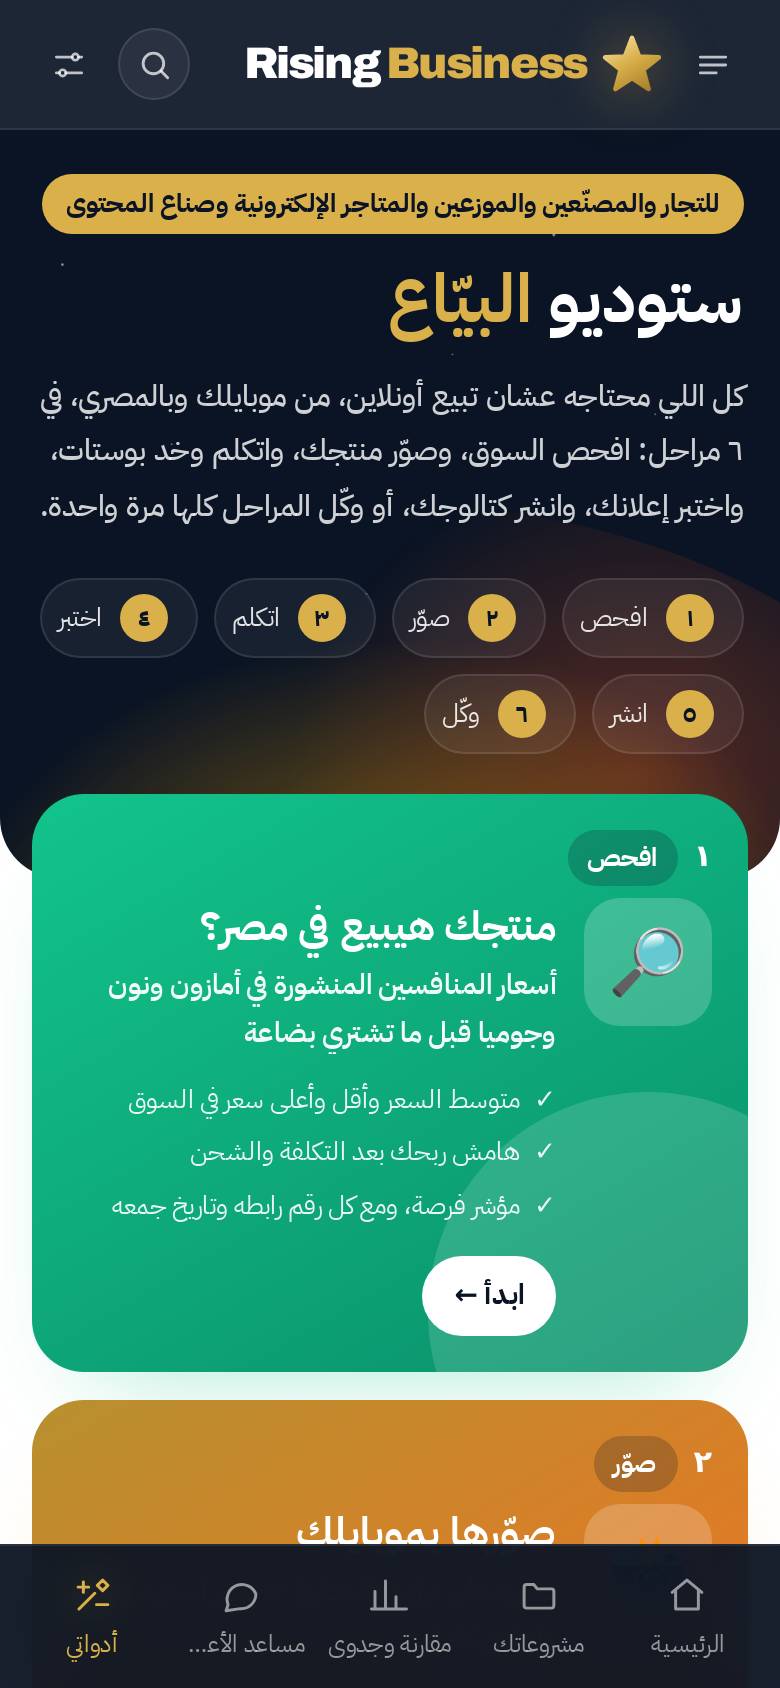 Rising Business
للتجار والمصنّعين والموزعين والمتاجر الإلكترونية وصناع المحتوى
ستوديو البيّاع
كل اللي محتاجه عشان تبيع أونلاين، من موبايلك وبالمصري، في
٦ مراحل: افحص السوق، وصوّر منتجك، واتكلم وخد بوستات،
واختبر إعلانك، وانشر كتالوجك، أو وكّل المراحل كلها مرة واحدة.
١ افحص
٢ صوّر
٣ اتكلم
٤ اختبر
٥ انشر
٦ وكّل
١ افحص
منتجك هيبيع في مصر؟
أسعار المنافسين المنشورة في أمازون ونون
وجوميا قبل ما تشتري بضاعة
✓ متوسط السعر وأقل وأعلى سعر في السوق
✓ هامش ربحك بعد التكلفة والشحن
✓ مؤشر فرصة، ومع كل رقم رابطه وتاريخ جمعه
ابدأ ←
٢ صوّر
صوّرها بموبايلك
الرئيسية
مشروعاتك
مقارنة وجدوى
مساعد الأع...
أدواتي